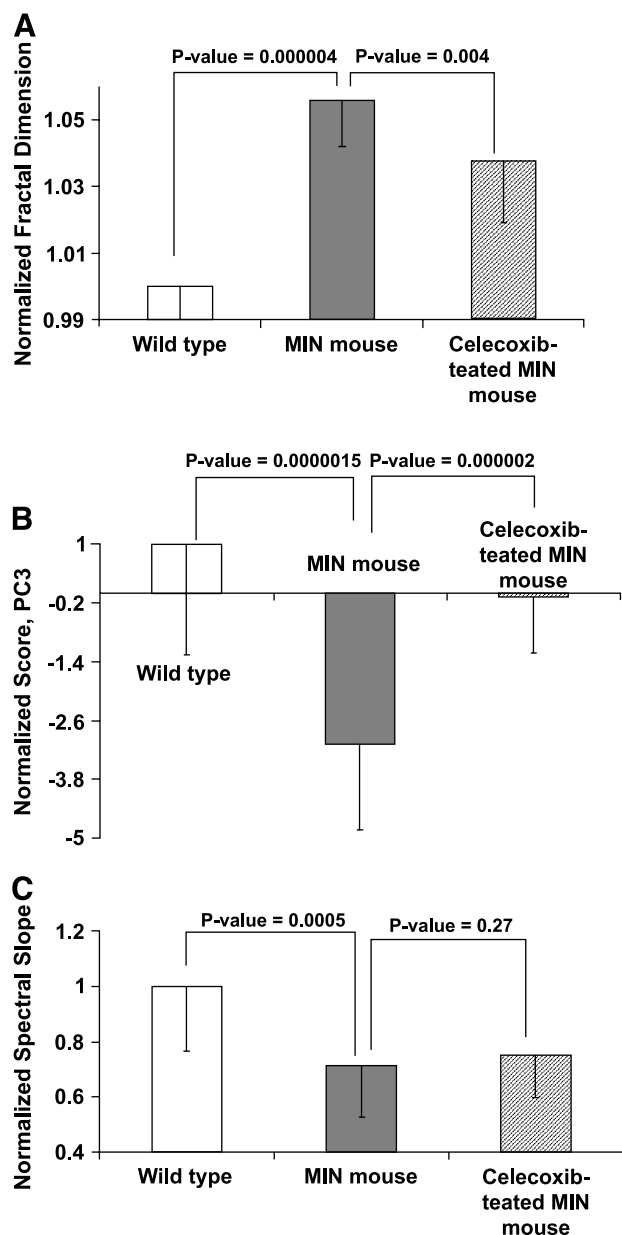 A
P-value = 0.000004
P-value = 0.004
Normalized Fractal Dimension
1.05
1.03
1.01
0.99
Wild type
MIN mouse
Celecoxib-
teated MIN
mouse
B
P-value = 0.0000015
P-value = 0.000002
Normalized Score, PC3
1
-0.2
-1.4
-2.6
-3.8
-5
Wild type
MIN mouse
Celecoxib-
teated MIN
mouse
C
P-value = 0.0005
P-value = 0.27
Normalized Spectral Slope
1.2
1
0.8
0.6
0.4
Wild type
MIN mouse
Celecoxib-
teated MIN
mouse